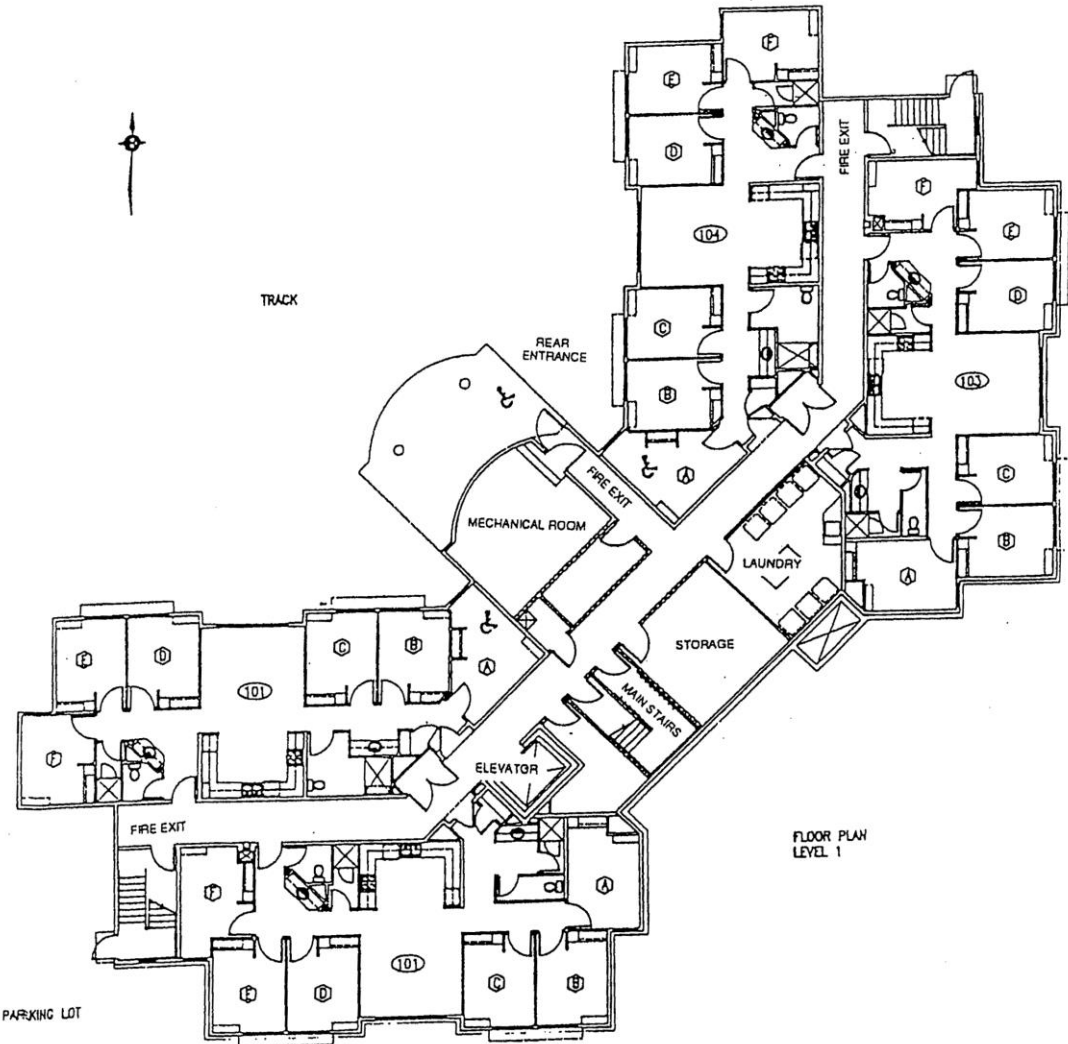 F
E
D
FIRE EXIT
F
E
104
D
TRACK
C
REAR
ENTRANCE
B
103
A
FIRE EXIT
C
MECHANICAL ROOM
B
LAUNDRY
A
STORAGE
E
D
C
B
A
101
MAIN STAIRS
F
ELEVATOR
FIRE EXIT
FLOOR PLAN
LEVEL 1
F
A
101
E
D
C
B
PARKING LOT